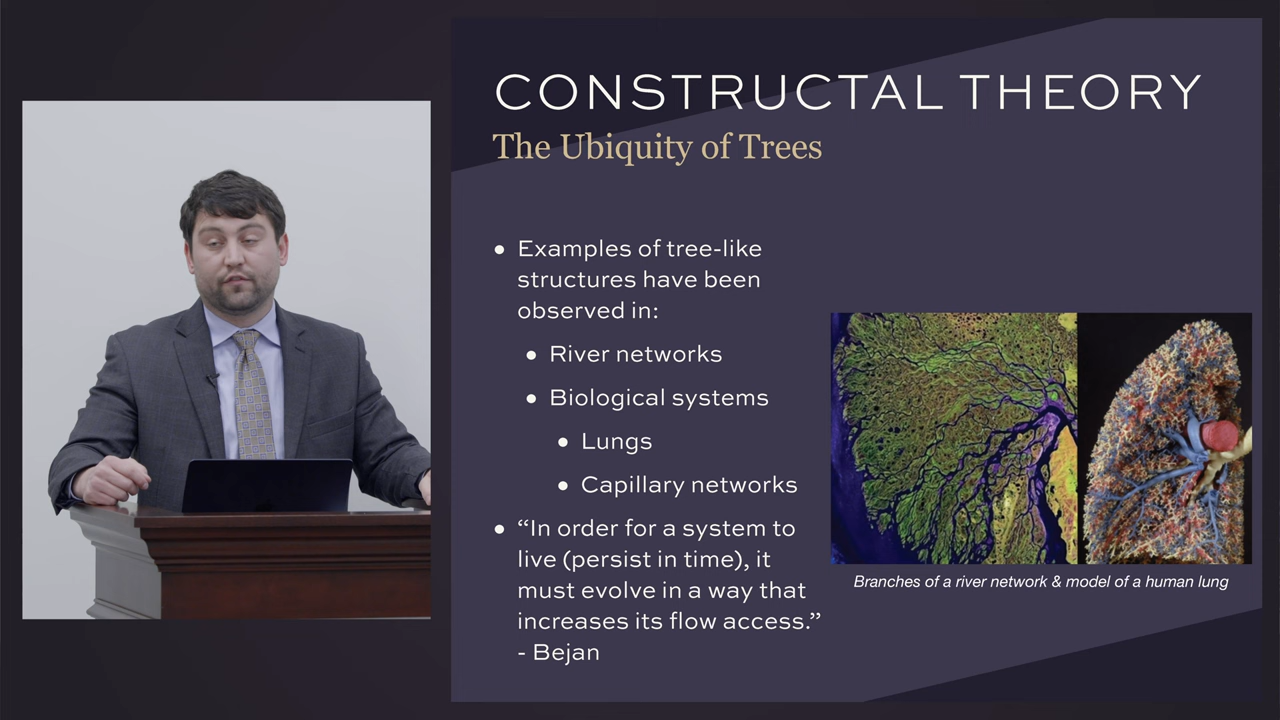 CONSTRUCTAL THEORY
The Ubiquity of Trees
● Examples of tree-like
structures have been
observed in:
● River networks
● Biological systems
● Lungs
● Capillary networks
● “In order for a system to
live (persist in time), it
must evolve in a way that
increases its flow access.”
- Bejan
Branches of a river network & model of a human lung